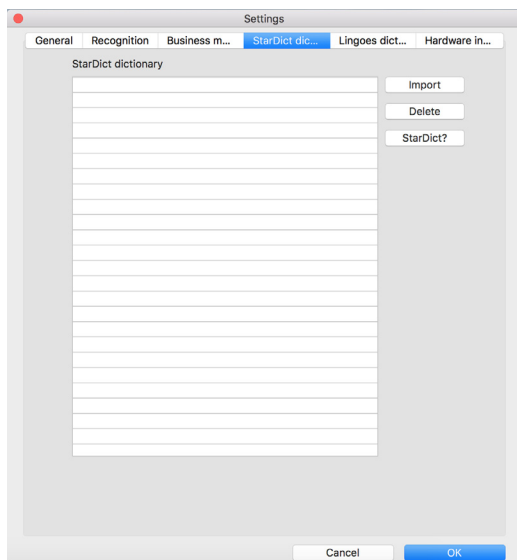 Settings
General Recognition Business m... StarDict dic... Lingoes dict... Hardware in...
StarDict dictionary
Import
Delete
StarDict?
Cancel OK